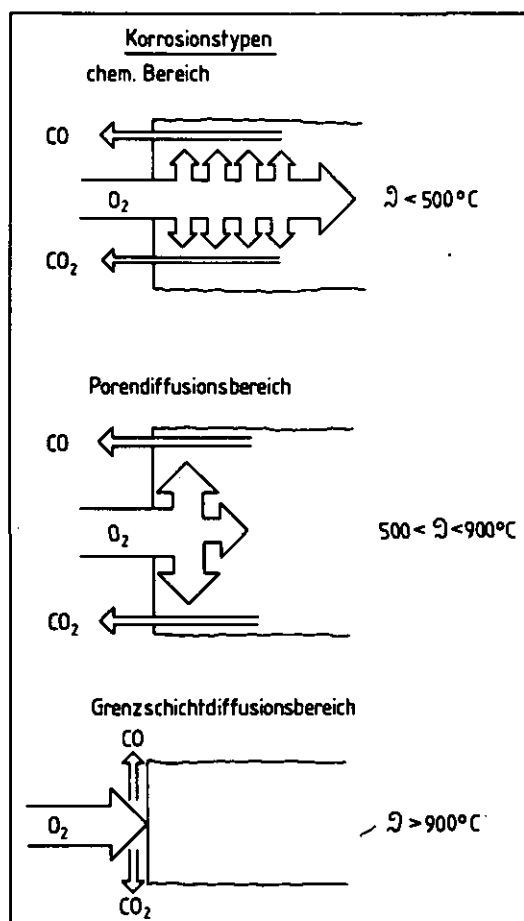 Korrosionstypen
chem. Bereich
CO
O₂
ϑ < 500°C
CO₂
Porendiffusionsbereich
CO
O₂
500 < ϑ < 900°C
CO₂
Grenzschichtdiffusionsbereich
CO
O₂
ϑ > 900°C
CO₂